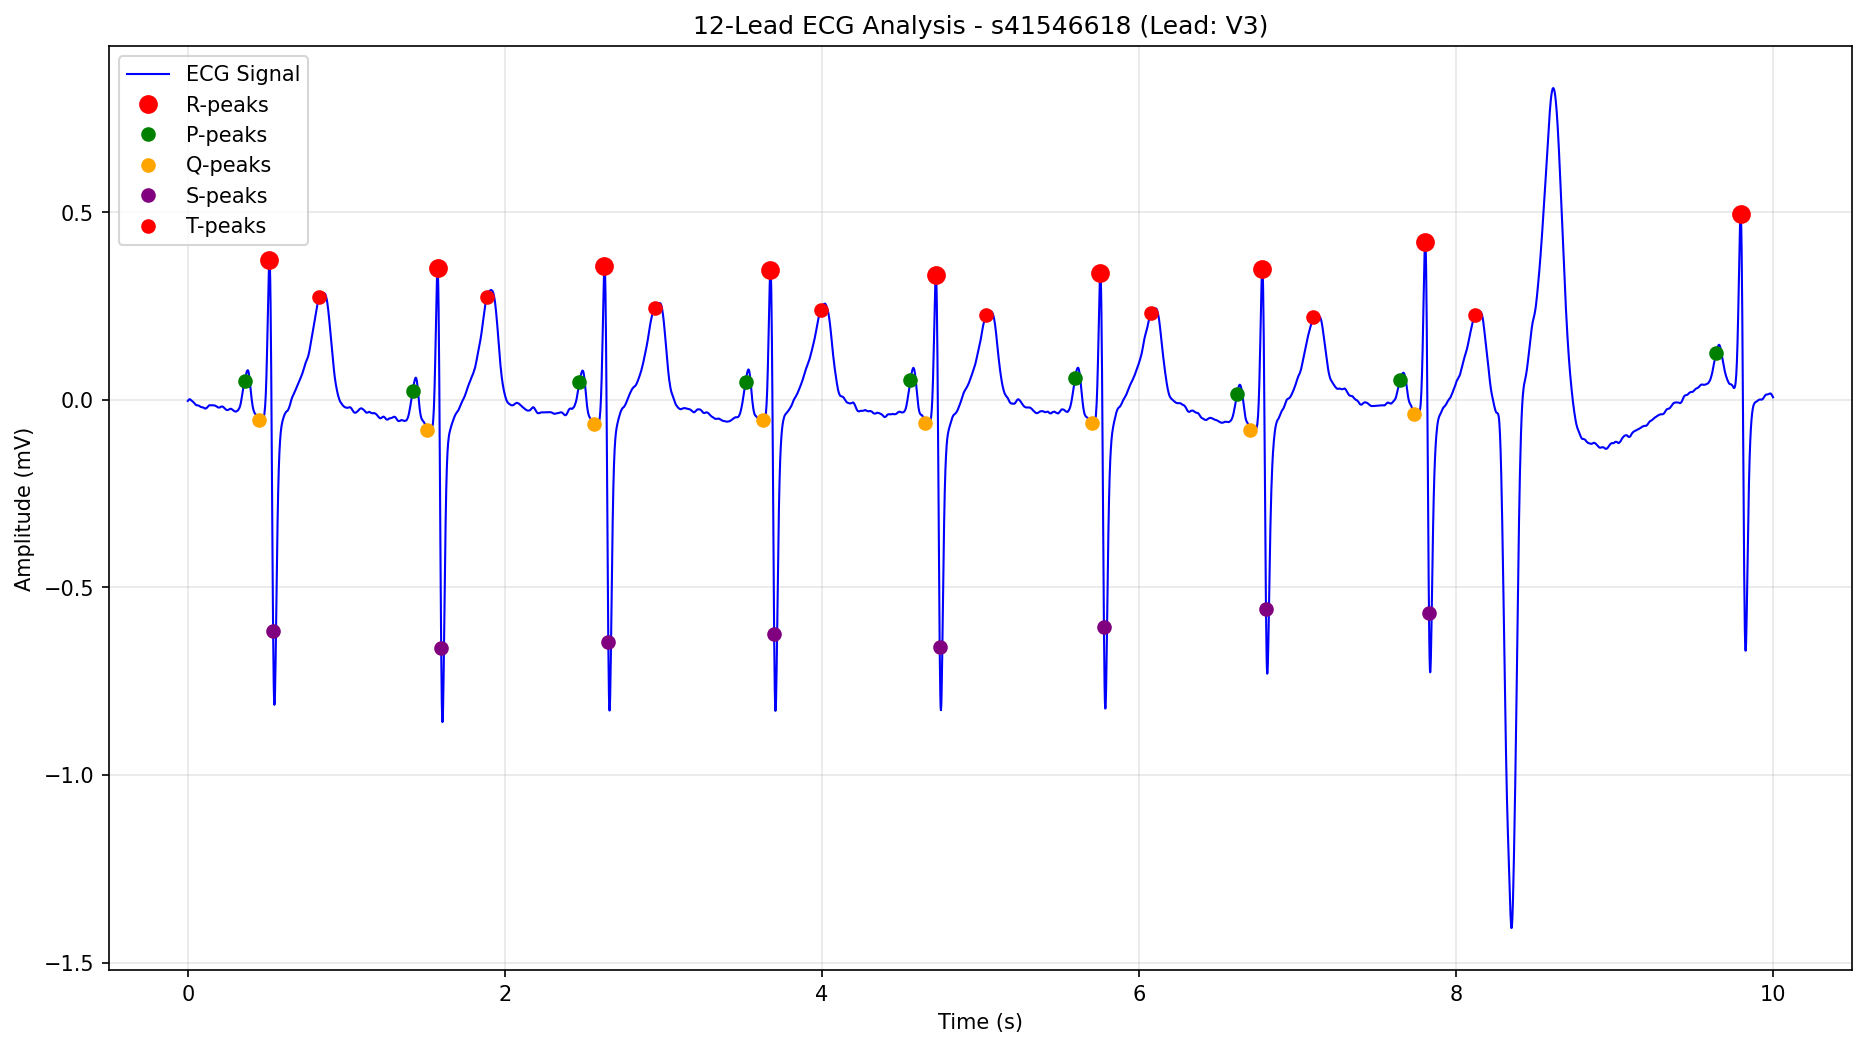 12-Lead ECG Analysis - s41546618 (Lead: V3)
ECG Signal
R-peaks
P-peaks
Q-peaks
S-peaks
T-peaks
Amplitude (mV)
0.5
0.0
−0.5
−1.0
−1.5
0 2 4 6 8 10
Time (s)